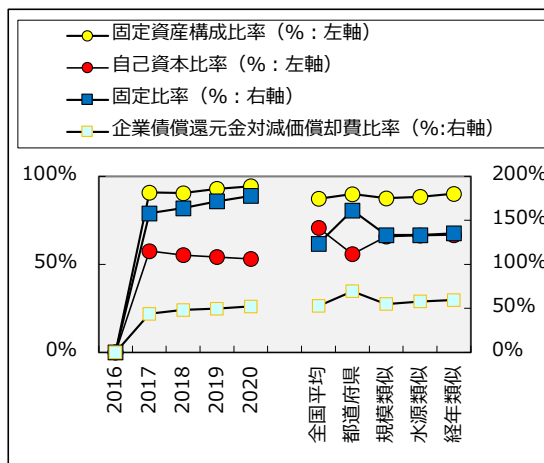 固定資産構成比率（%：左軸）
自己資本比率（%：左軸）
固定比率（%：右軸）
企業債償還元金対減価償却費比率（%:右軸）
100%
50%
0%
200%
150%
100%
50%
0%
2016
2017
2018
2019
2020
全国平均
都道府県
規模類似
水源類似
経年類似